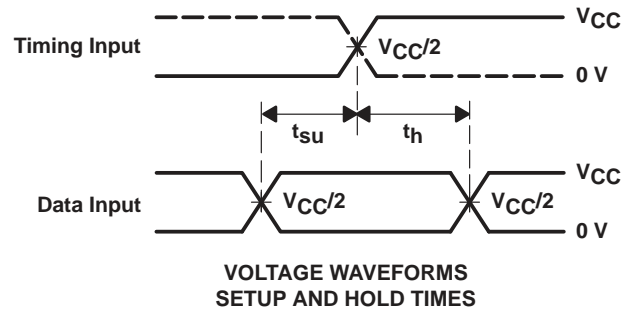 VCC
Timing Input
VCC/2
0 V
tsu
th
VCC
Data Input
VCC/2
VCC/2
0 V
VOLTAGE WAVEFORMS
SETUP AND HOLD TIMES